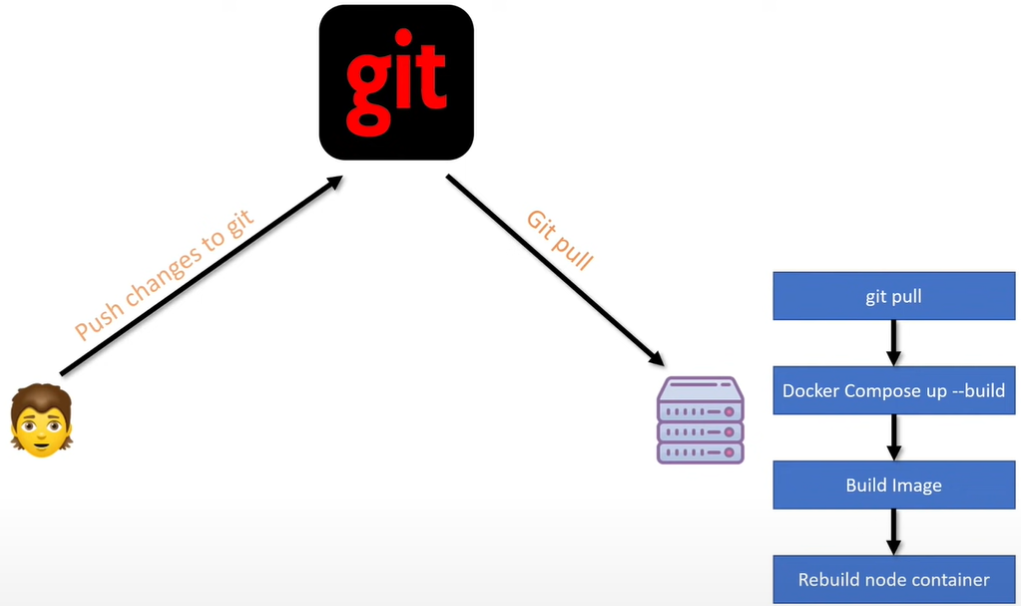 git
Push changes to git
Git pull
git pull
Docker Compose up --build
Build Image
Rebuild node container